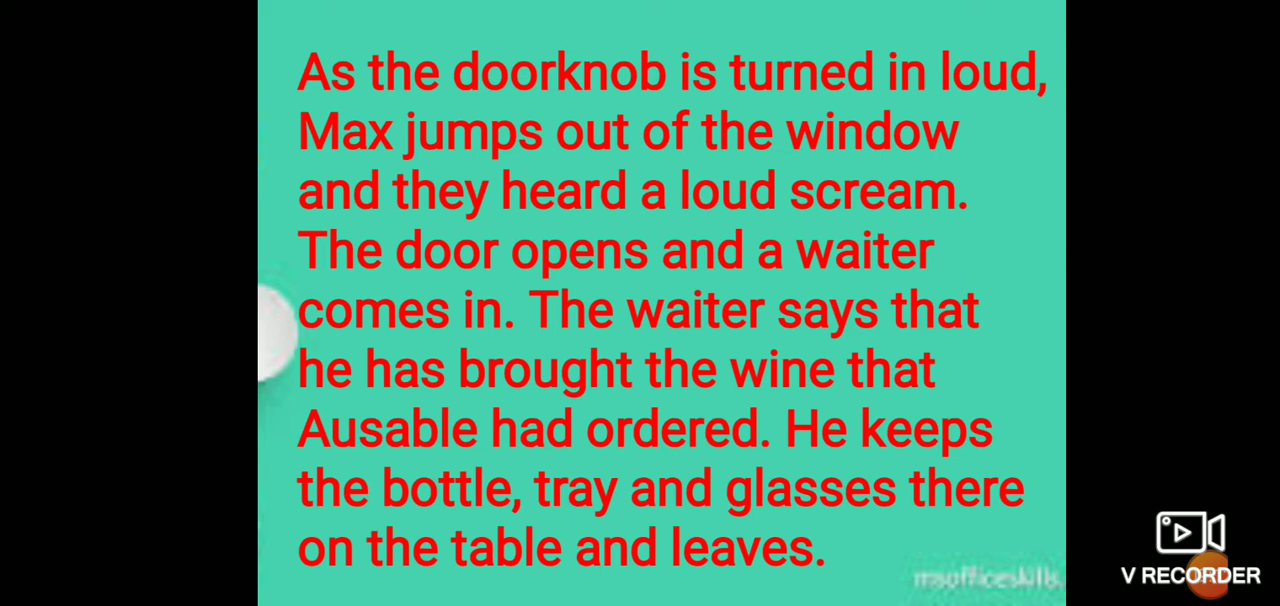 As the doorknob is turned in loud,
Max jumps out of the window
and they heard a loud scream.
The door opens and a waiter
comes in. The waiter says that
he has brought the wine that
Ausable had ordered. He keeps
the bottle, tray and glasses there
on the table and leaves.
msofficeskills.
V RECORDER